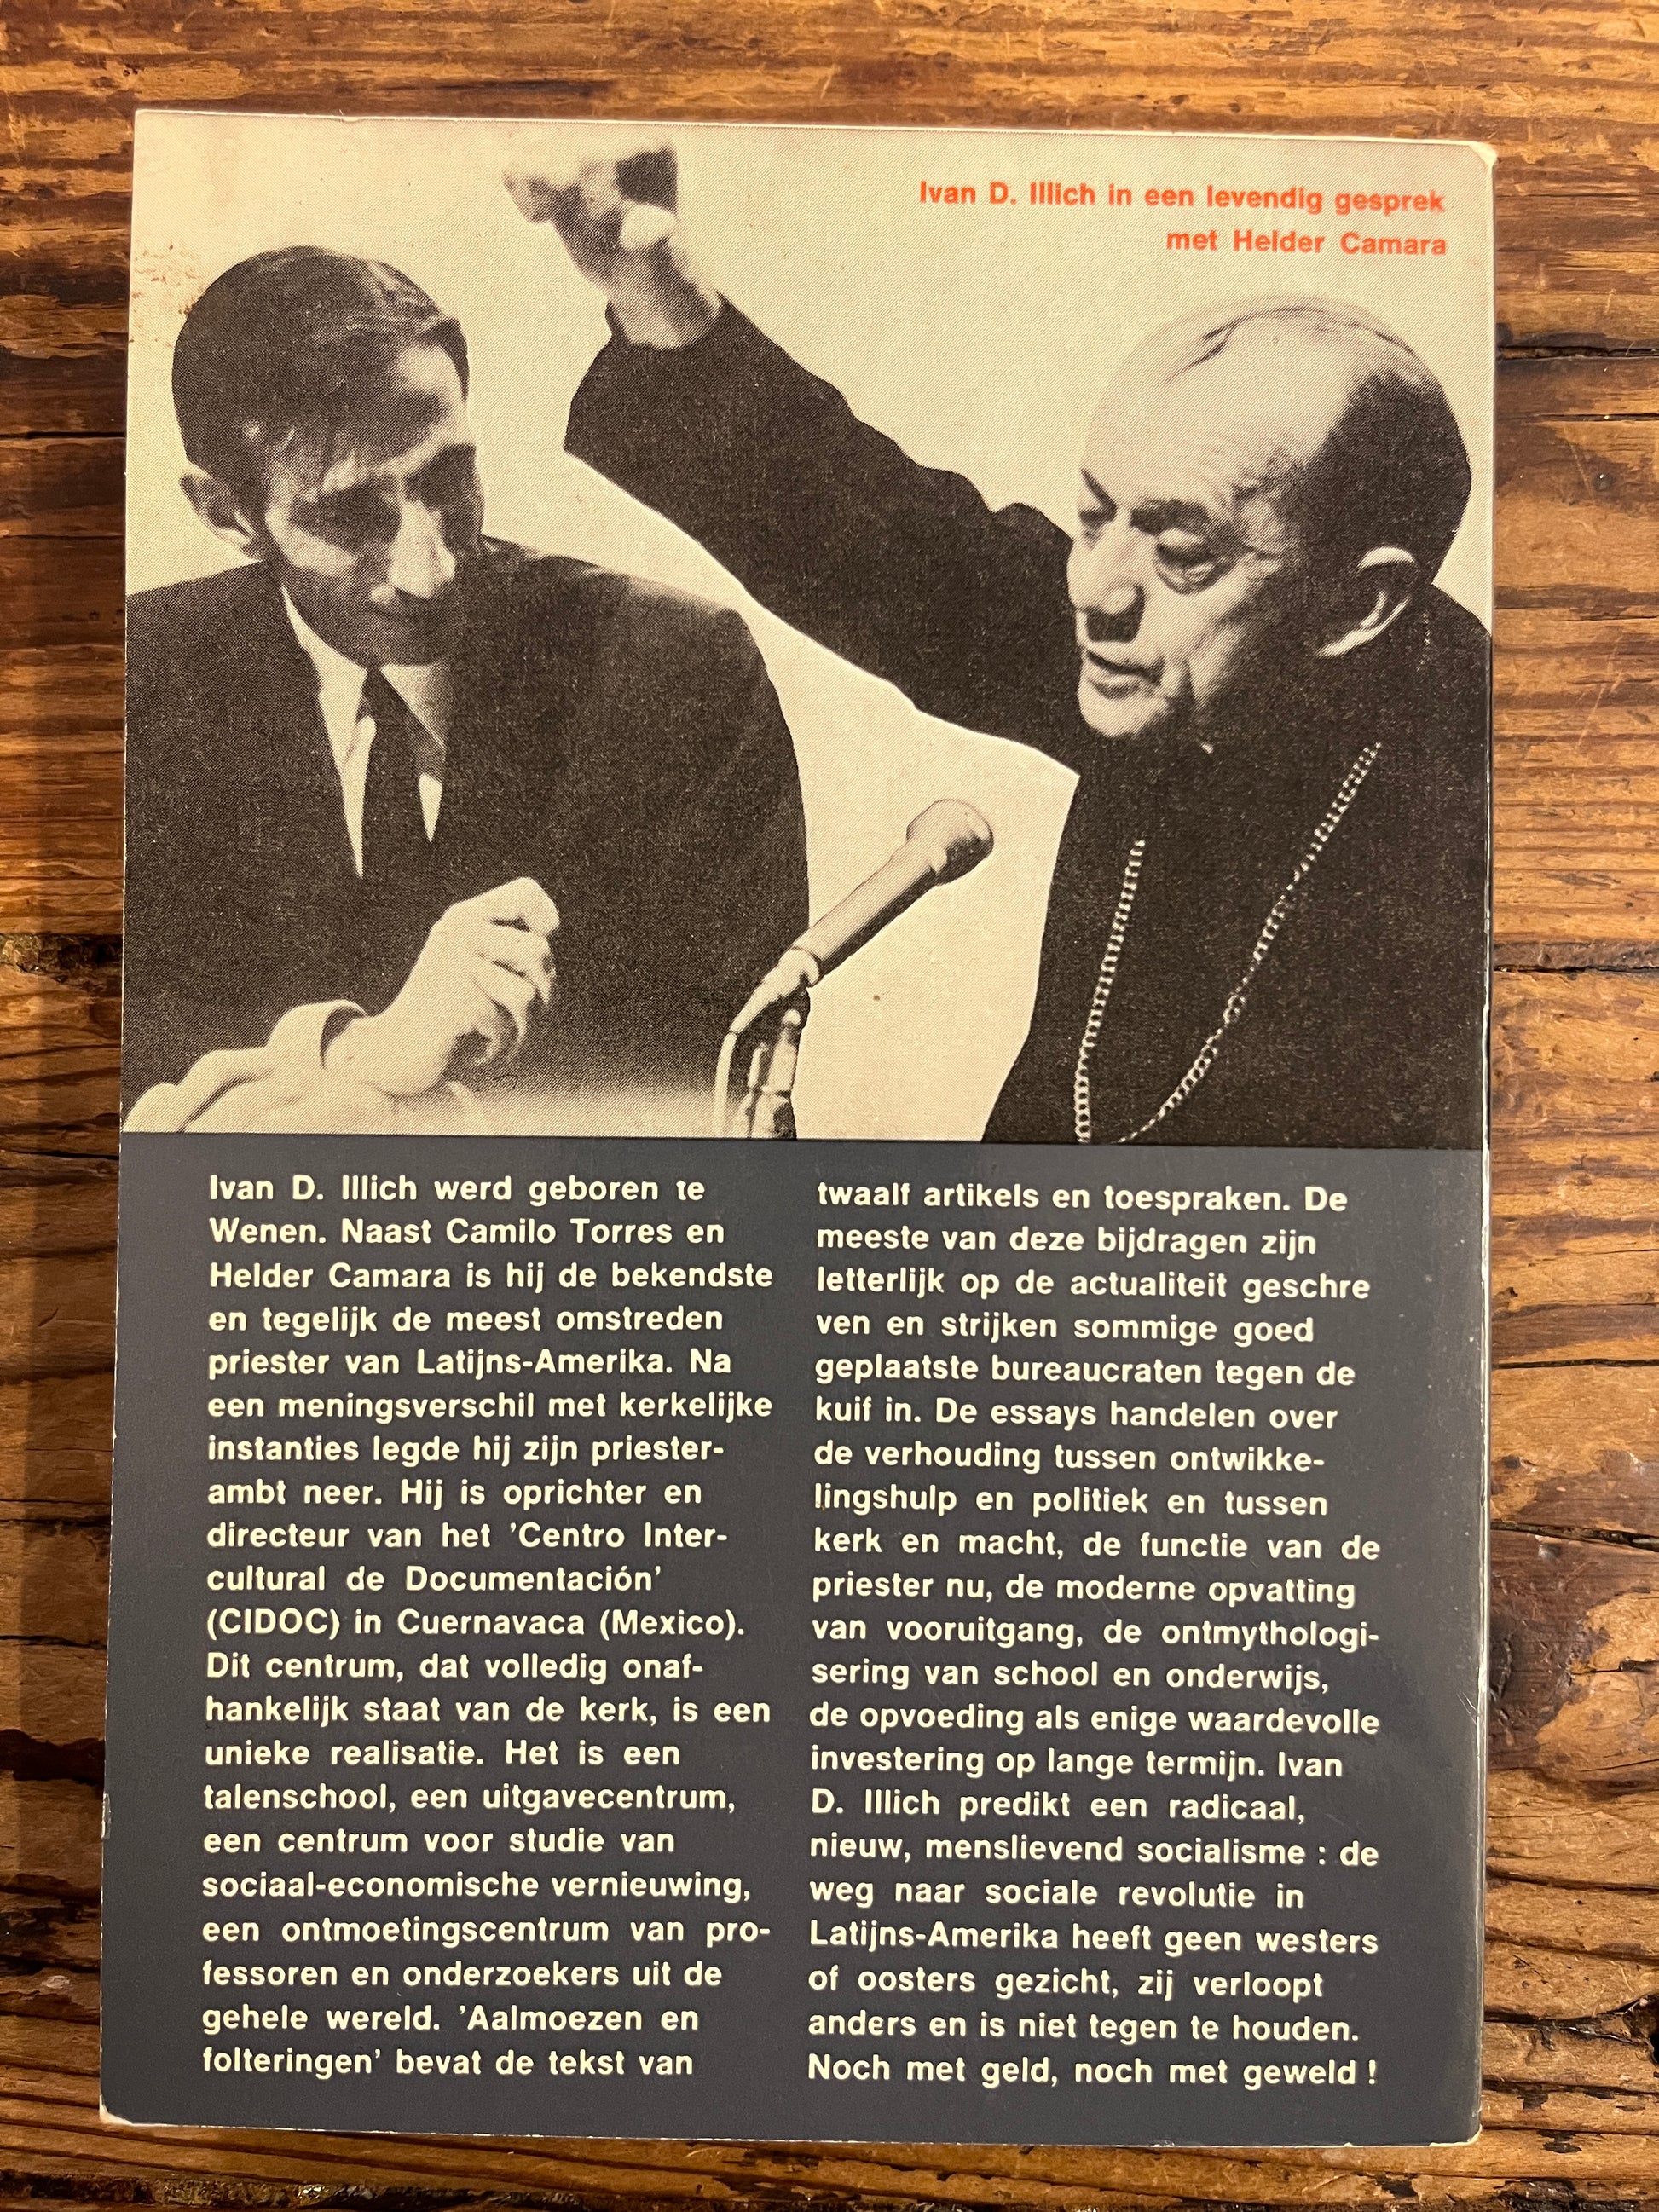 Ivan D. Illich in een levendig gesprek
met Helder Camara
Ivan D. Illich werd geboren te
Wenen. Naast Camilo Torres en
Helder Camara is hij de bekendste
en tegelijk de meest omstreden
priester van Latijns-Amerika. Na
een meningsverschil met kerkelijke
instanties legde hij zijn priester-
ambt neer. Hij is oprichter en
directeur van het 'Centro Inter-
cultural de Documentación'
(CIDOC) in Cuernavaca (Mexico).
Dit centrum, dat volledig onaf-
hankelijk staat van de kerk, is een
unieke realisatie. Het is een
talenschool, een uitgavecentrum,
een centrum voor studie van
sociaal-economische vernieuwing,
een ontmoetingscentrum van pro-
fessoren en onderzoekers uit de
gehele wereld. 'Aalmoezen en
folteringen' bevat de tekst van
twaalf artikels en toespraken. De
meeste van deze bijdragen zijn
letterlijk op de actualiteit geschre
ven en strijken sommige goed
geplaatste bureaucraten tegen de
kuif in. De essays handelen over
de verhouding tussen ontwikke-
lingshulp en politiek en tussen
kerk en macht, de functie van de
priester nu, de moderne opvatting
van vooruitgang, de ontmythologi-
sering van school en onderwijs,
de opvoeding als enige waardevolle
investering op lange termijn. Ivan
D. Illich predikt een radicaal,
nieuw, menslievend socialisme : de
weg naar sociale revolutie in
Latijns-Amerika heeft geen westers
of oosters gezicht, zij verloopt
anders en is niet tegen te houden.
Noch met geld, noch met geweld !